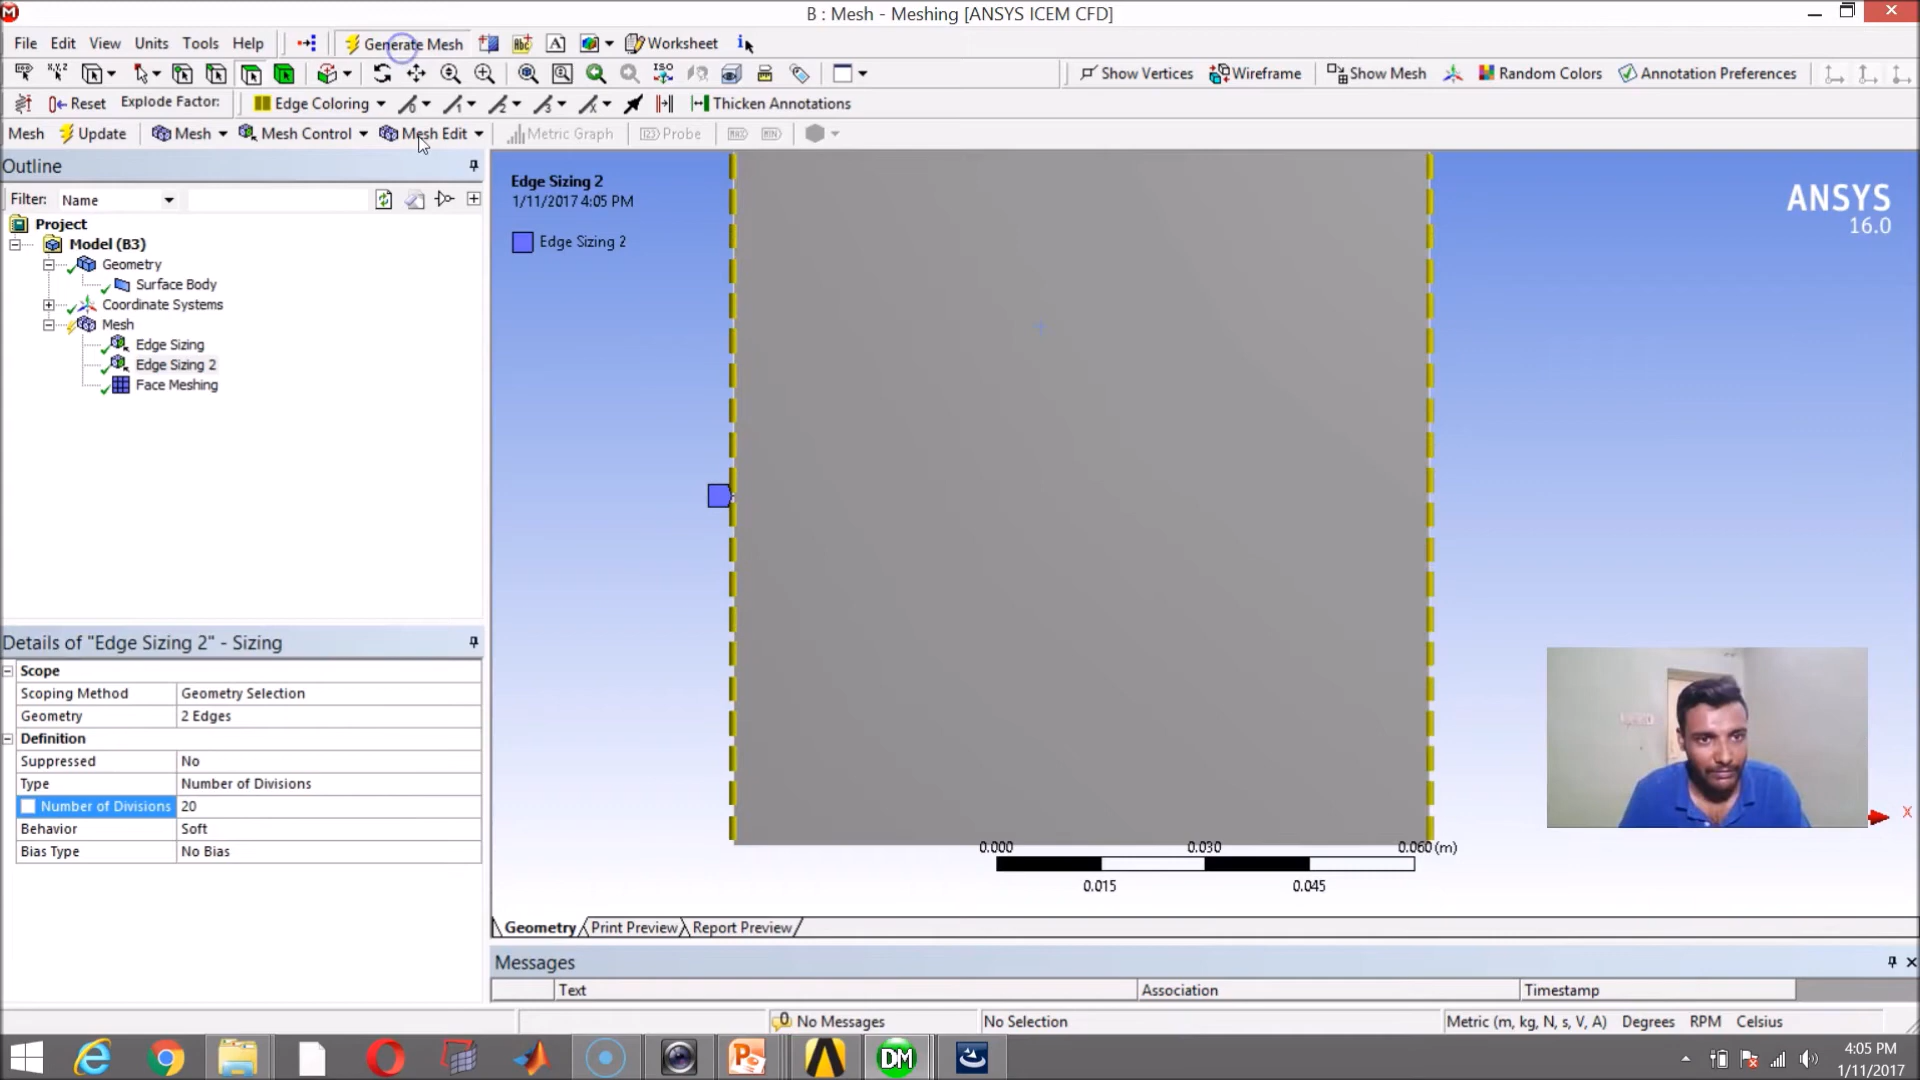 B : Mesh - Meshing [ANSYS ICEM CFD]
File Edit View Units Tools Help Generate Mesh Abc A Worksheet i
ISO Show Vertices Wireframe Show Mesh Random Colors Annotation Preferences
Reset Explode Factor: Edge Coloring Thicken Annotations
Mesh Update Mesh Mesh Control Mesh Edit Metric Graph Probe MAX MIN
Outline
Filter: Name
Project
Model (B3)
Geometry
Surface Body
Coordinate Systems
Mesh
Edge Sizing
Edge Sizing 2
Face Meshing
Details of "Edge Sizing 2" - Sizing
Scope
Scoping Method Geometry Selection
Geometry 2 Edges
Definition
Suppressed No
Type Number of Divisions
Number of Divisions 20
Behavior Soft
Bias Type No Bias
Edge Sizing 2
1/11/2017 4:05 PM
Edge Sizing 2
ANSYS
16.0
X
0.000 0.030 0.060 (m)
0.015 0.045
Geometry Print Preview Report Preview
Messages
Text Association Timestamp
0 No Messages No Selection Metric (m, kg, N, s, V, A) Degrees RPM Celsius
DM
4:05 PM
1/11/2017